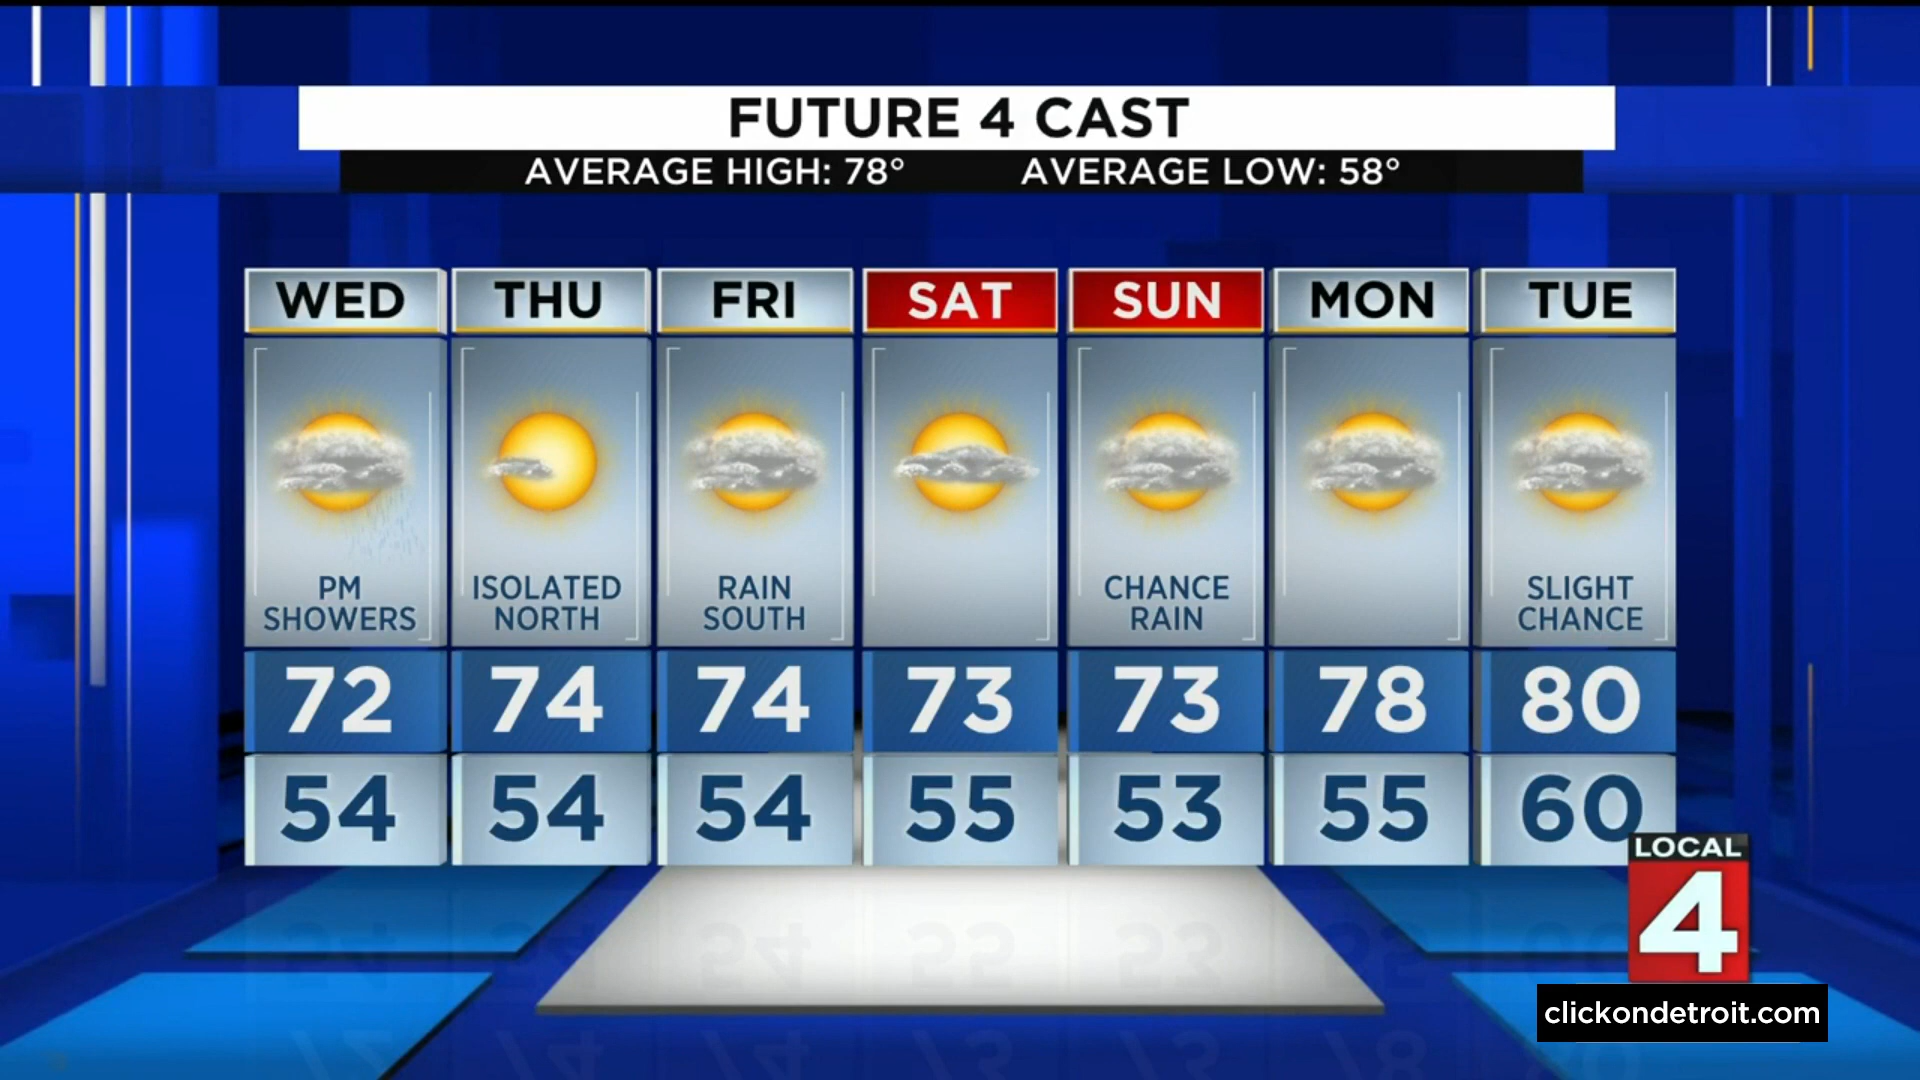 FUTURE 4 CAST
AVERAGE HIGH: 78° AVERAGE LOW: 58°
WED THU FRI SAT SUN MON TUE
PM SHOWERS
ISOLATED NORTH
RAIN SOUTH
CHANCE RAIN
SLIGHT CHANCE
72 74 74 73 73 78 80
54 54 54 55 53 55 60
LOCAL
4
clickondetroit.com